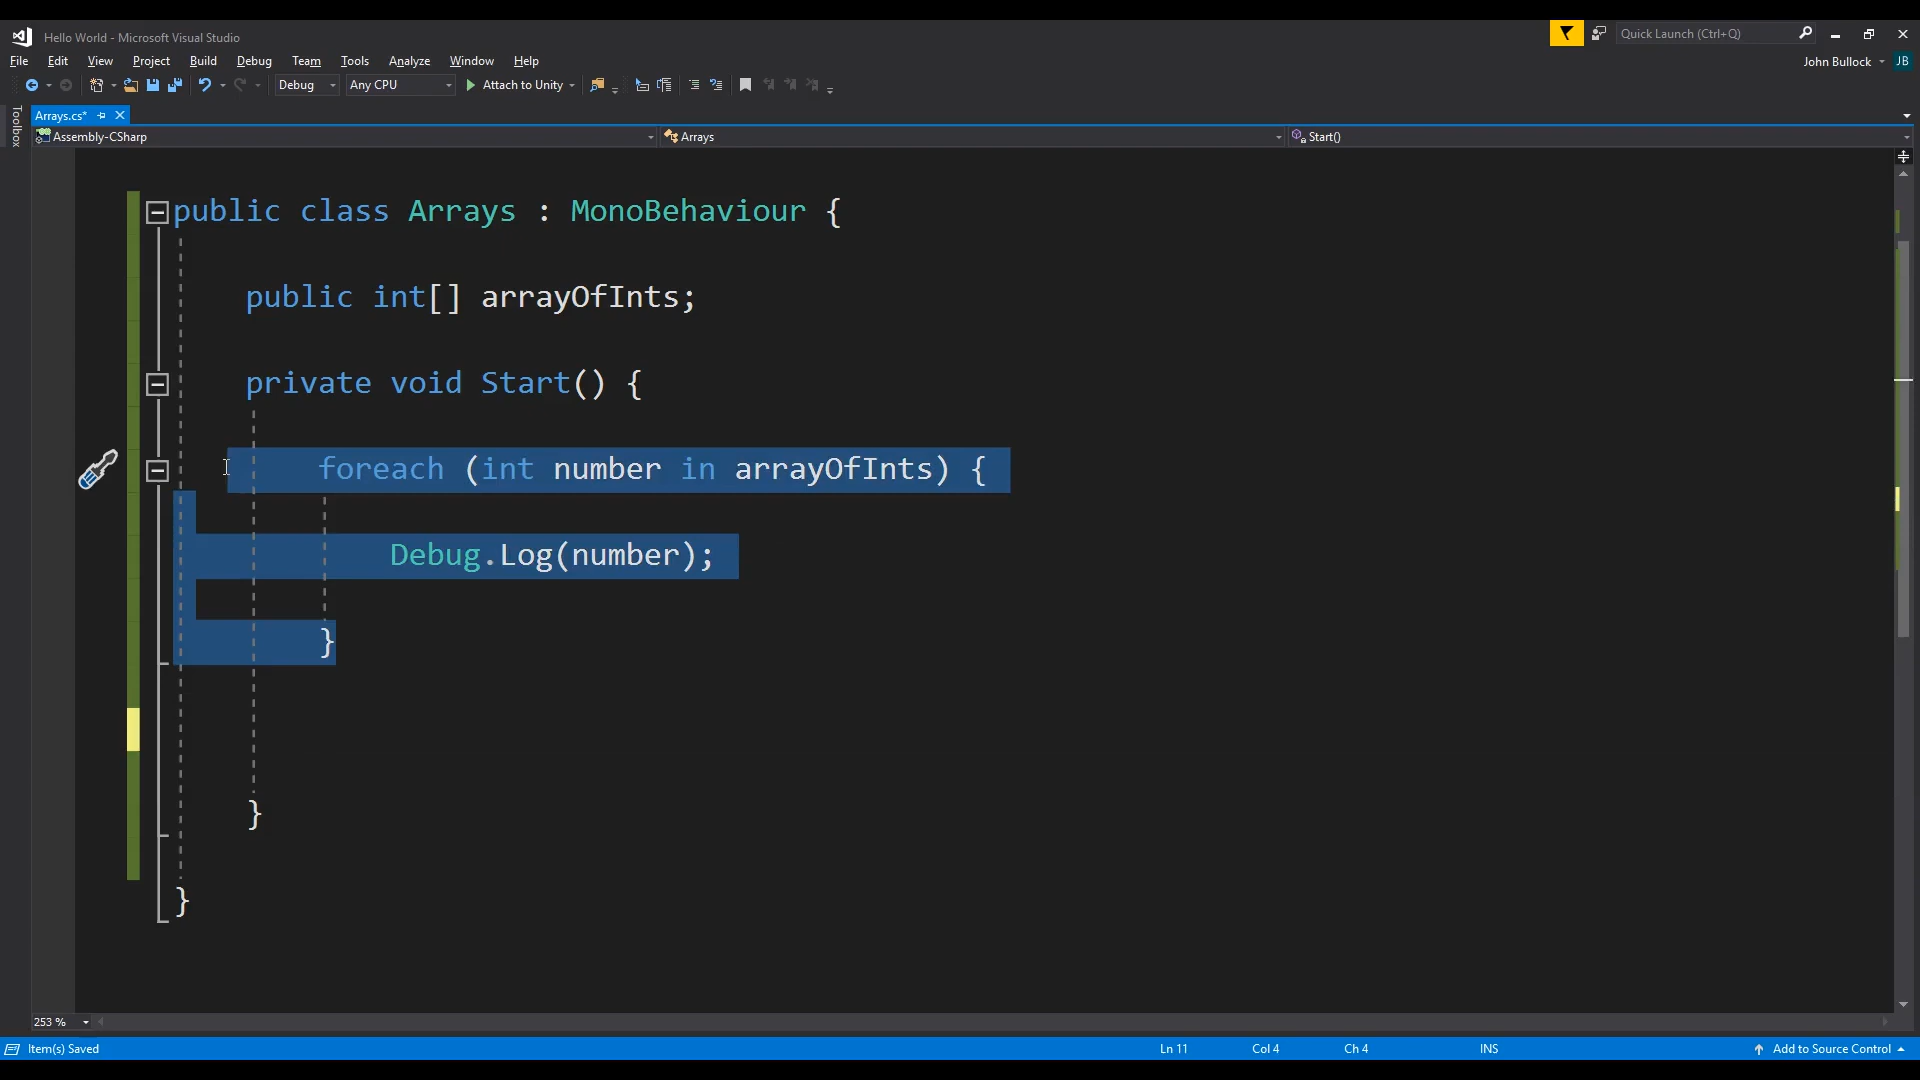 Hello World - Microsoft Visual Studio
Quick Launch (Ctrl+Q)
File Edit View Project Build Debug Team Tools Analyze Window Help
John Bullock JB
Debug Any CPU Attach to Unity
Toolbox
Arrays.cs*
Assembly-CSharp Arrays Start()
public class Arrays : MonoBehaviour {
public int[] arrayOfInts;
private void Start() {
foreach (int number in arrayOfInts) {
Debug.Log(number);
}
}
}
253 %
Item(s) Saved Ln 11 Col 4 Ch 4 INS Add to Source Control